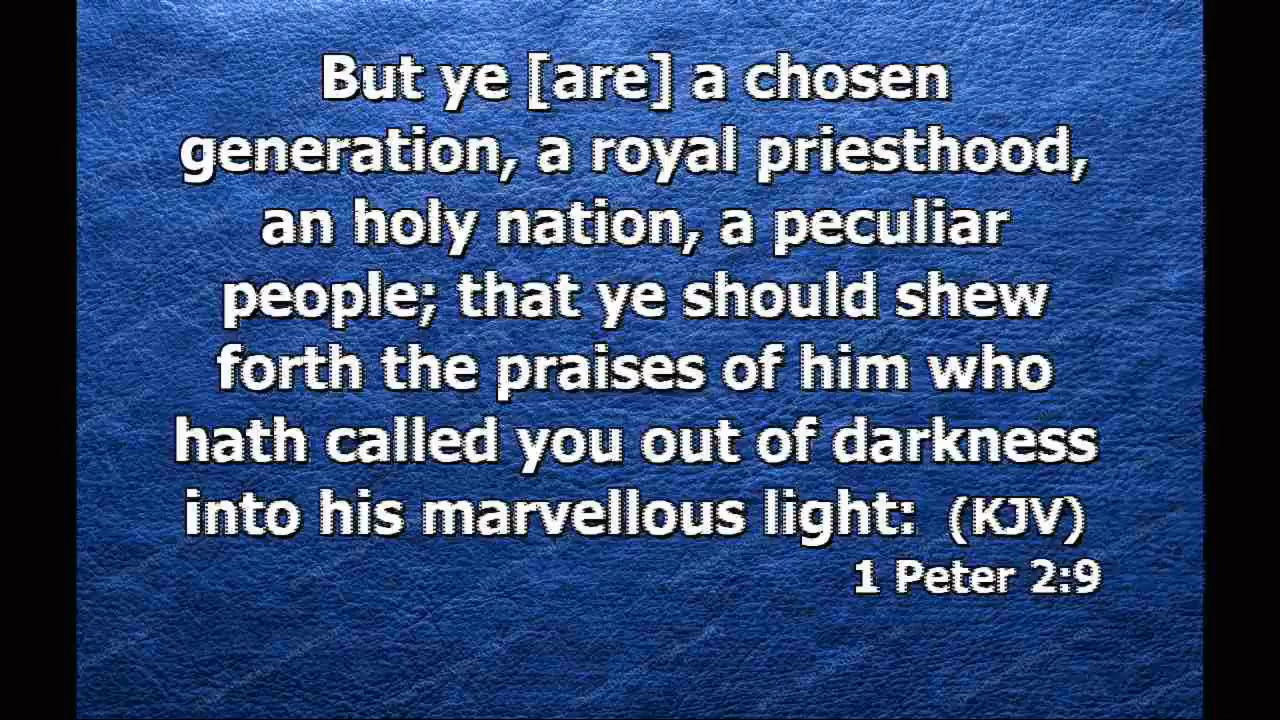 But ye [are] a chosen
generation, a royal priesthood,
an holy nation, a peculiar
people; that ye should shew
forth the praises of him who
hath called you out of darkness
into his marvellous light: (KJV)
1 Peter 2:9